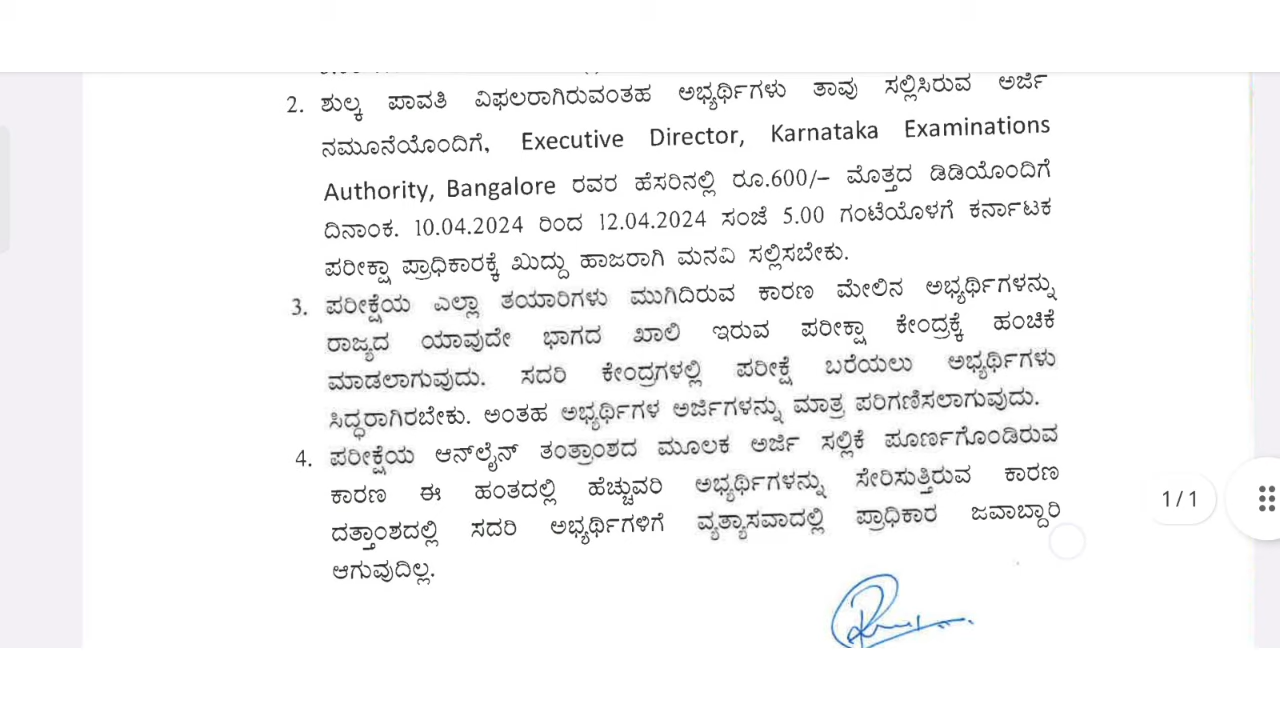 2. ಶುಲ್ಕ ಪಾವತಿ ವಿಫಲರಾಗಿರುವಂತಹ ಅಭ್ಯರ್ಥಿಗಳು ತಾವು ಸಲ್ಲಿಸಿರುವ ಅರ್ಜಿ
ನಮೂನೆಯೊಂದಿಗೆ, Executive Director, Karnataka Examinations
Authority, Bangalore ರವರ ಹೆಸರಿನಲ್ಲಿ ರೂ.600/- ಮೊತ್ತದ ಡಿಡಿಯೊಂದಿಗೆ
ದಿನಾಂಕ. 10.04.2024 ರಿಂದ 12.04.2024 ಸಂಜೆ 5.00 ಗಂಟೆಯೊಳಗೆ ಕರ್ನಾಟಕ
ಪರೀಕ್ಷಾ ಪ್ರಾಧಿಕಾರಕ್ಕೆ ಖುದ್ದು ಹಾಜರಾಗಿ ಮನವಿ ಸಲ್ಲಿಸಬೇಕು.
3. ಪರೀಕ್ಷೆಯ ಎಲ್ಲಾ ತಯಾರಿಗಳು ಮುಗಿದಿರುವ ಕಾರಣ ಮೇಲಿನ ಅಭ್ಯರ್ಥಿಗಳನ್ನು
ರಾಜ್ಯದ ಯಾವುದೇ ಭಾಗದ ಖಾಲಿ ಇರುವ ಪರೀಕ್ಷಾ ಕೇಂದ್ರಕ್ಕೆ ಹಂಚಿಕೆ
ಮಾಡಲಾಗುವುದು. ಸದರಿ ಕೇಂದ್ರಗಳಲ್ಲಿ ಪರೀಕ್ಷೆ ಬರೆಯಲು ಅಭ್ಯರ್ಥಿಗಳು
ಸಿದ್ಧರಾಗಿರಬೇಕು. ಅಂತಹ ಅಭ್ಯರ್ಥಿಗಳ ಅರ್ಜಿಗಳನ್ನು ಮಾತ್ರ ಪರಿಗಣಿಸಲಾಗುವುದು.
4. ಪರೀಕ್ಷೆಯ ಆನ್‌ಲೈನ್ ತಂತ್ರಾಂಶದ ಮೂಲಕ ಅರ್ಜಿ ಸಲ್ಲಿಕೆ ಪೂರ್ಣಗೊಂಡಿರುವ
ಕಾರಣ ಈ ಹಂತದಲ್ಲಿ ಹೆಚ್ಚುವರಿ ಅಭ್ಯರ್ಥಿಗಳನ್ನು ಸೇರಿಸುತ್ತಿರುವ ಕಾರಣ
ದತ್ತಾಂಶದಲ್ಲಿ ಸದರಿ ಅಭ್ಯರ್ಥಿಗಳಿಗೆ ವ್ಯತ್ಯಾಸವಾದಲ್ಲಿ ಪ್ರಾಧಿಕಾರ ಜವಾಬ್ದಾರಿ
ಆಗುವುದಿಲ್ಲ.
1/1